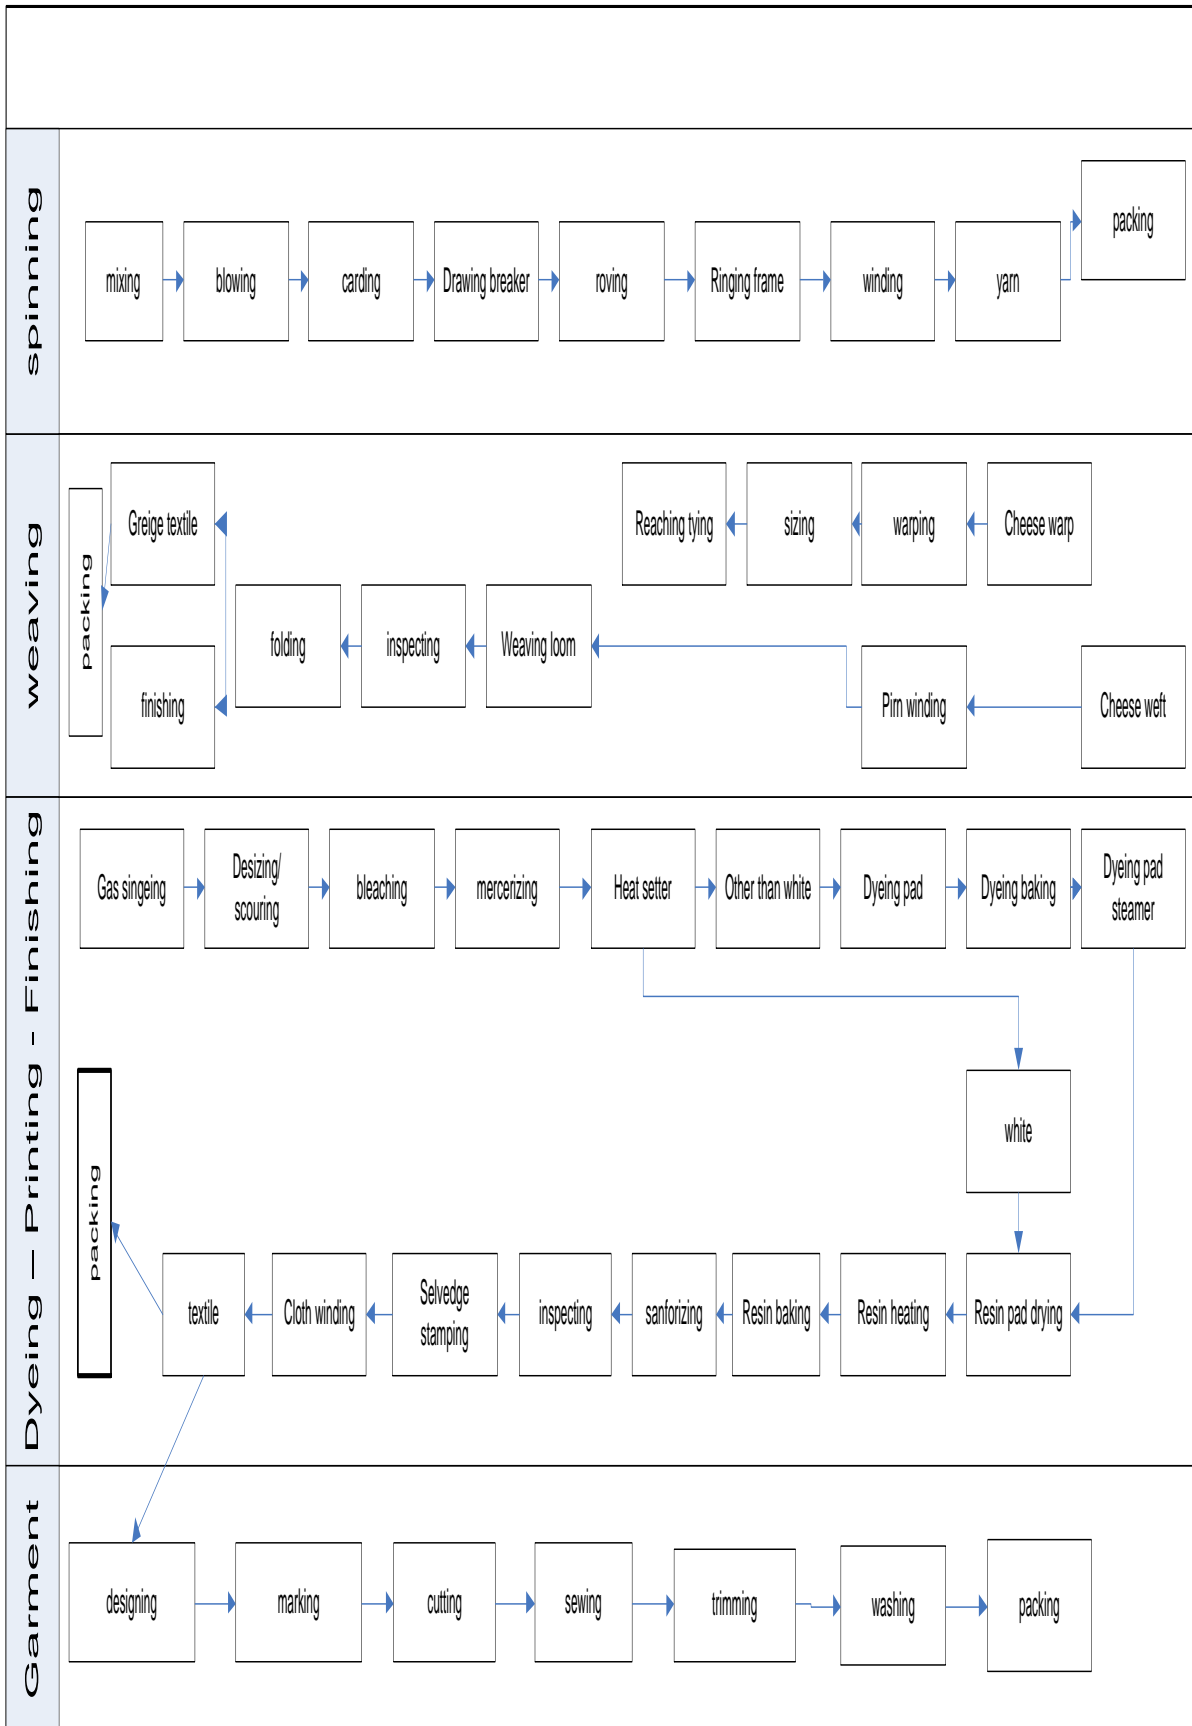 spinning
mixing
blowing
carding
Drawing breaker
roving
Ringing frame
winding
yarn
packing
weaving
packing
Greige textile
finishing
folding
inspecting
Weaving loom
Reaching tying
sizing
warping
Cheese warp
Pirn winding
Cheese weft
Dyeing – Printing - Finishing
Gas singeing
Desizing/
scouring
bleaching
mercerizing
Heat setter
Other than white
Dyeing pad
Dyeing baking
Dyeing pad
steamer
white
packing
textile
Cloth winding
Selvedge
stamping
inspecting
sanforizing
Resin baking
Resin heating
Resin pad drying
Garment
designing
marking
cutting
sewing
trimming
washing
packing